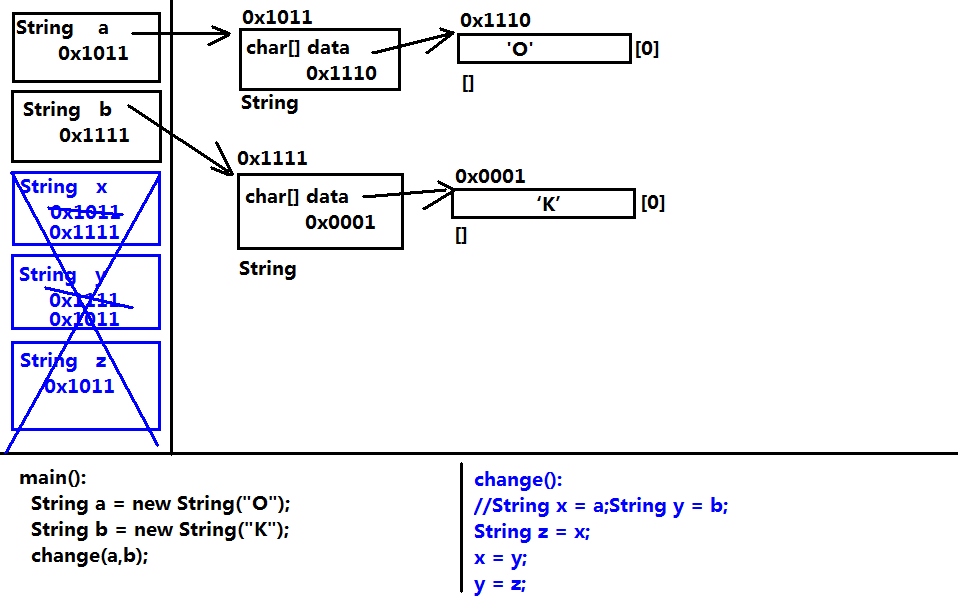 String a
0x1011
String b
0x1111
String x
0x1011
0x1111
String y
0x1111
0x1011
String z
0x1011
0x1011
char[] data
0x1110
String
0x1110
'O'
[0]
[]
0x1111
char[] data
0x0001
String
0x0001
‘K’
[0]
[]
main():
String a = new String("O");
String b = new String("K");
change(a,b);
change():
//String x = a;String y = b;
String z = x;
x = y;
y = z;